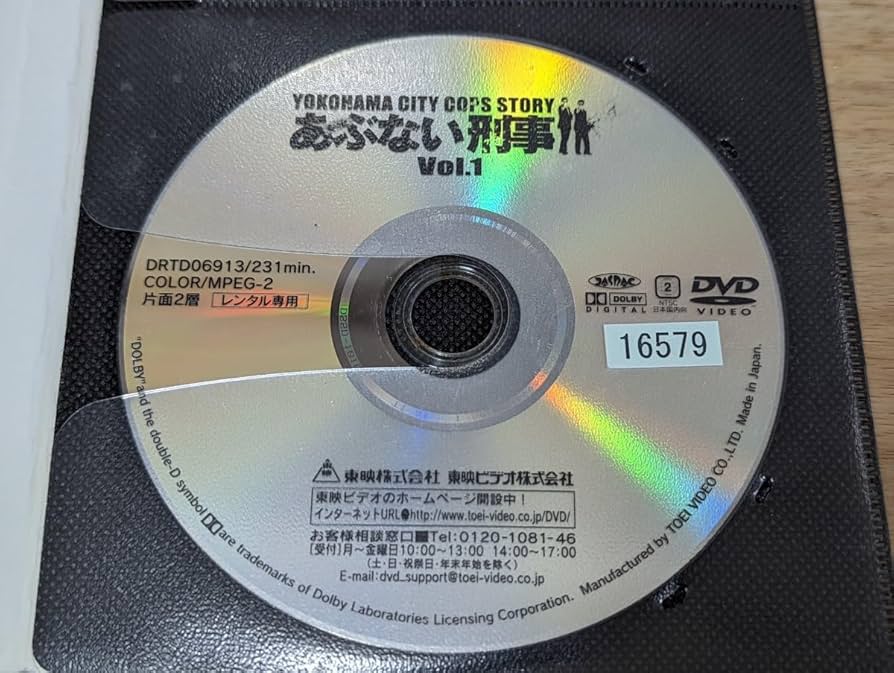 YOKOHAMA CITY COPS STORY
あぶない刑事
Vol.1
DRTD06913/231min.
COLOR/MPEG-2
片面2層 レンタル専用
JASRAC
DOLBY
DIGITAL
2
NTSC
日本国内向
DVD
VIDEO
16579
東映株式会社 東映ビデオ株式会社
東映ビデオのホームページ開設中!
インターネットURL●http://www.toei-video.co.jp/DVD/
お客様相談窓口■Tel:0120-1081-46
[受付]月~金曜日10:00~13:00 14:00~17:00
(土・日・祝祭日・年末年始を除く)
E-mail:dvd_support@toei-video.co.jp
"DOLBY" and the double-D symbol are trademarks of Dolby Laboratories Licensing Corporation. Manufactured by TOEI VIDEO CO.,LTD. Made in Japan.